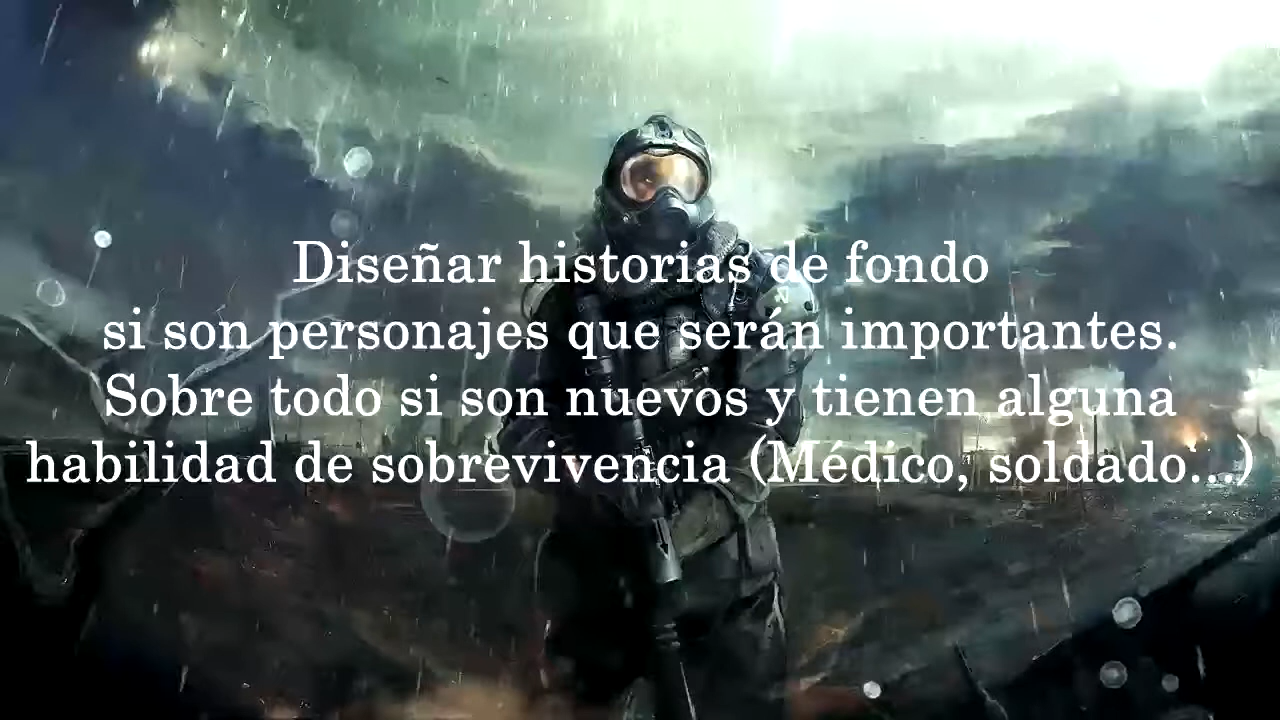 Diseñar historias de fondo
si son personajes que serán importantes.
Sobre todo si son nuevos y tienen alguna
habilidad de sobrevivencia (Médico, soldado...)